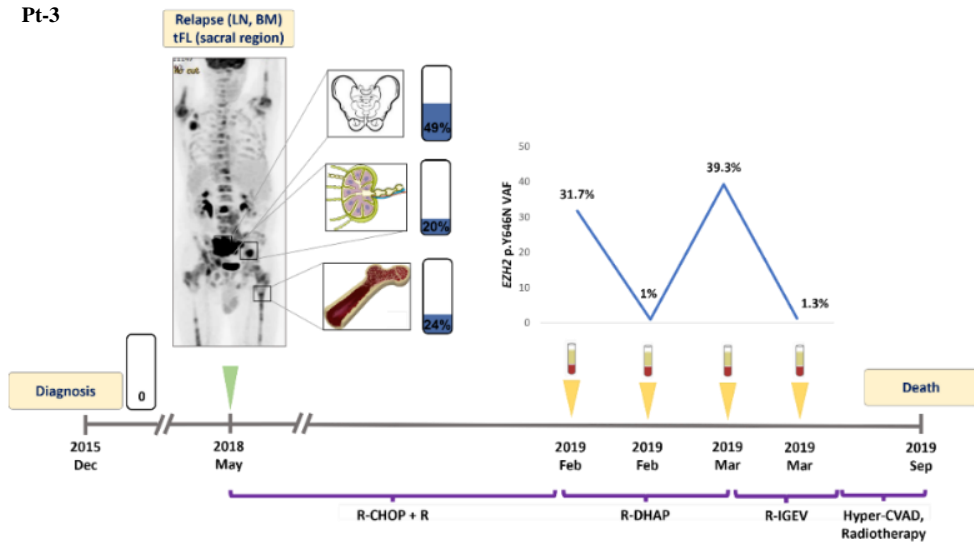 Pt-3
Relapse (LN, BM)
tFL (sacral region)
49%
20%
24%
EZH2 p.Y646N VAF
50
40
30
20
10
0
31.7%
1%
39.3%
1.3%
Diagnosis
0
Death
2015
Dec
2018
May
2019
Feb
2019
Feb
2019
Mar
2019
Mar
2019
Sep
R-CHOP + R
R-DHAP
R-IGEV
Hyper-CVAD,
Radiotherapy